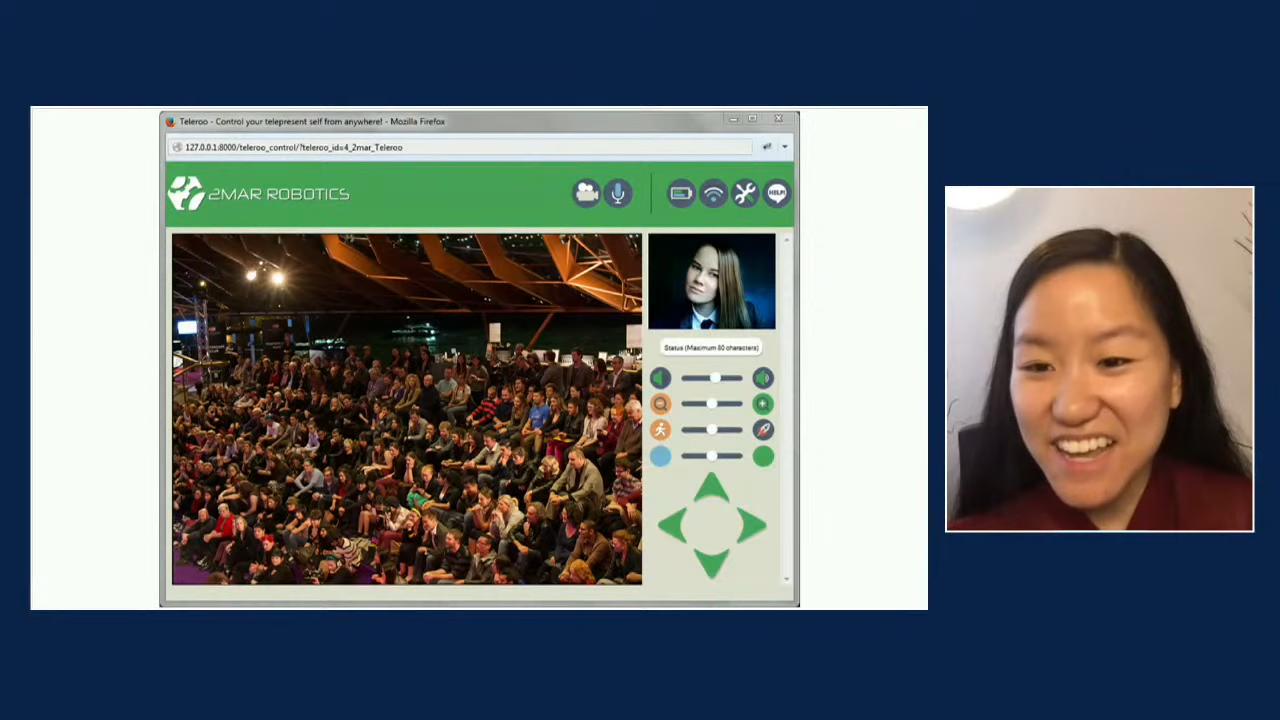 Teleroo - Control your telepresent self from anywhere! - Mozilla Firefox
127.0.0.1:8000/teleroo_control/?teleroo_id=4_2mar_Teleroo
2MAR ROBOTICS
HELP!
Status (Maximum 80 characters)